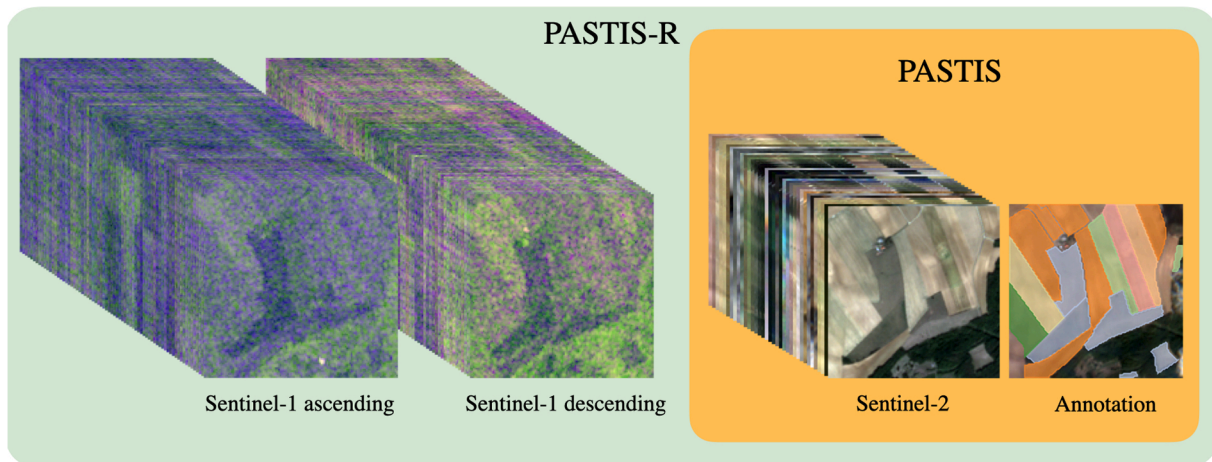 PASTIS-R
PASTIS
Sentinel-1 ascending
Sentinel-1 descending
Sentinel-2
Annotation